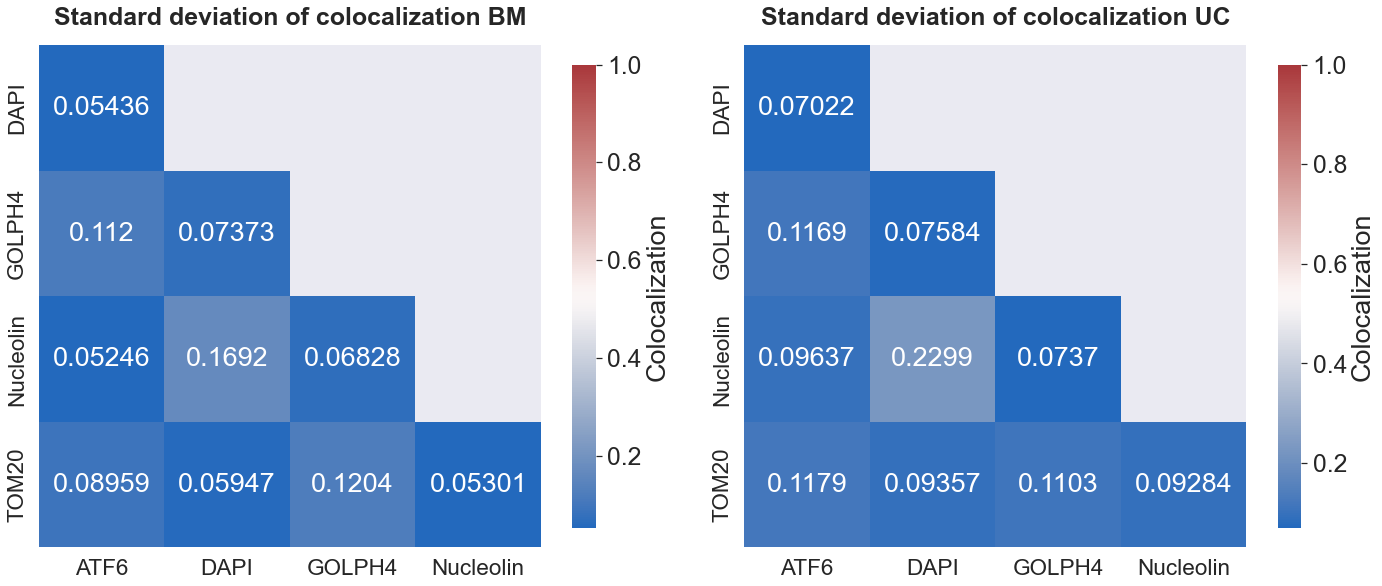 Standard deviation of colocalization BM
DAPI
GOLPH4
Nucleolin
TOM20
0.05436
0.112 0.07373
0.05246 0.1692 0.06828
0.08959 0.05947 0.1204 0.05301
ATF6 DAPI GOLPH4 Nucleolin
1.0
0.8
0.6
0.4
0.2
Colocalization
Standard deviation of colocalization UC
DAPI
GOLPH4
Nucleolin
TOM20
0.07022
0.1169 0.07584
0.09637 0.2299 0.0737
0.1179 0.09357 0.1103 0.09284
ATF6 DAPI GOLPH4 Nucleolin
1.0
0.8
0.6
0.4
0.2
Colocalization